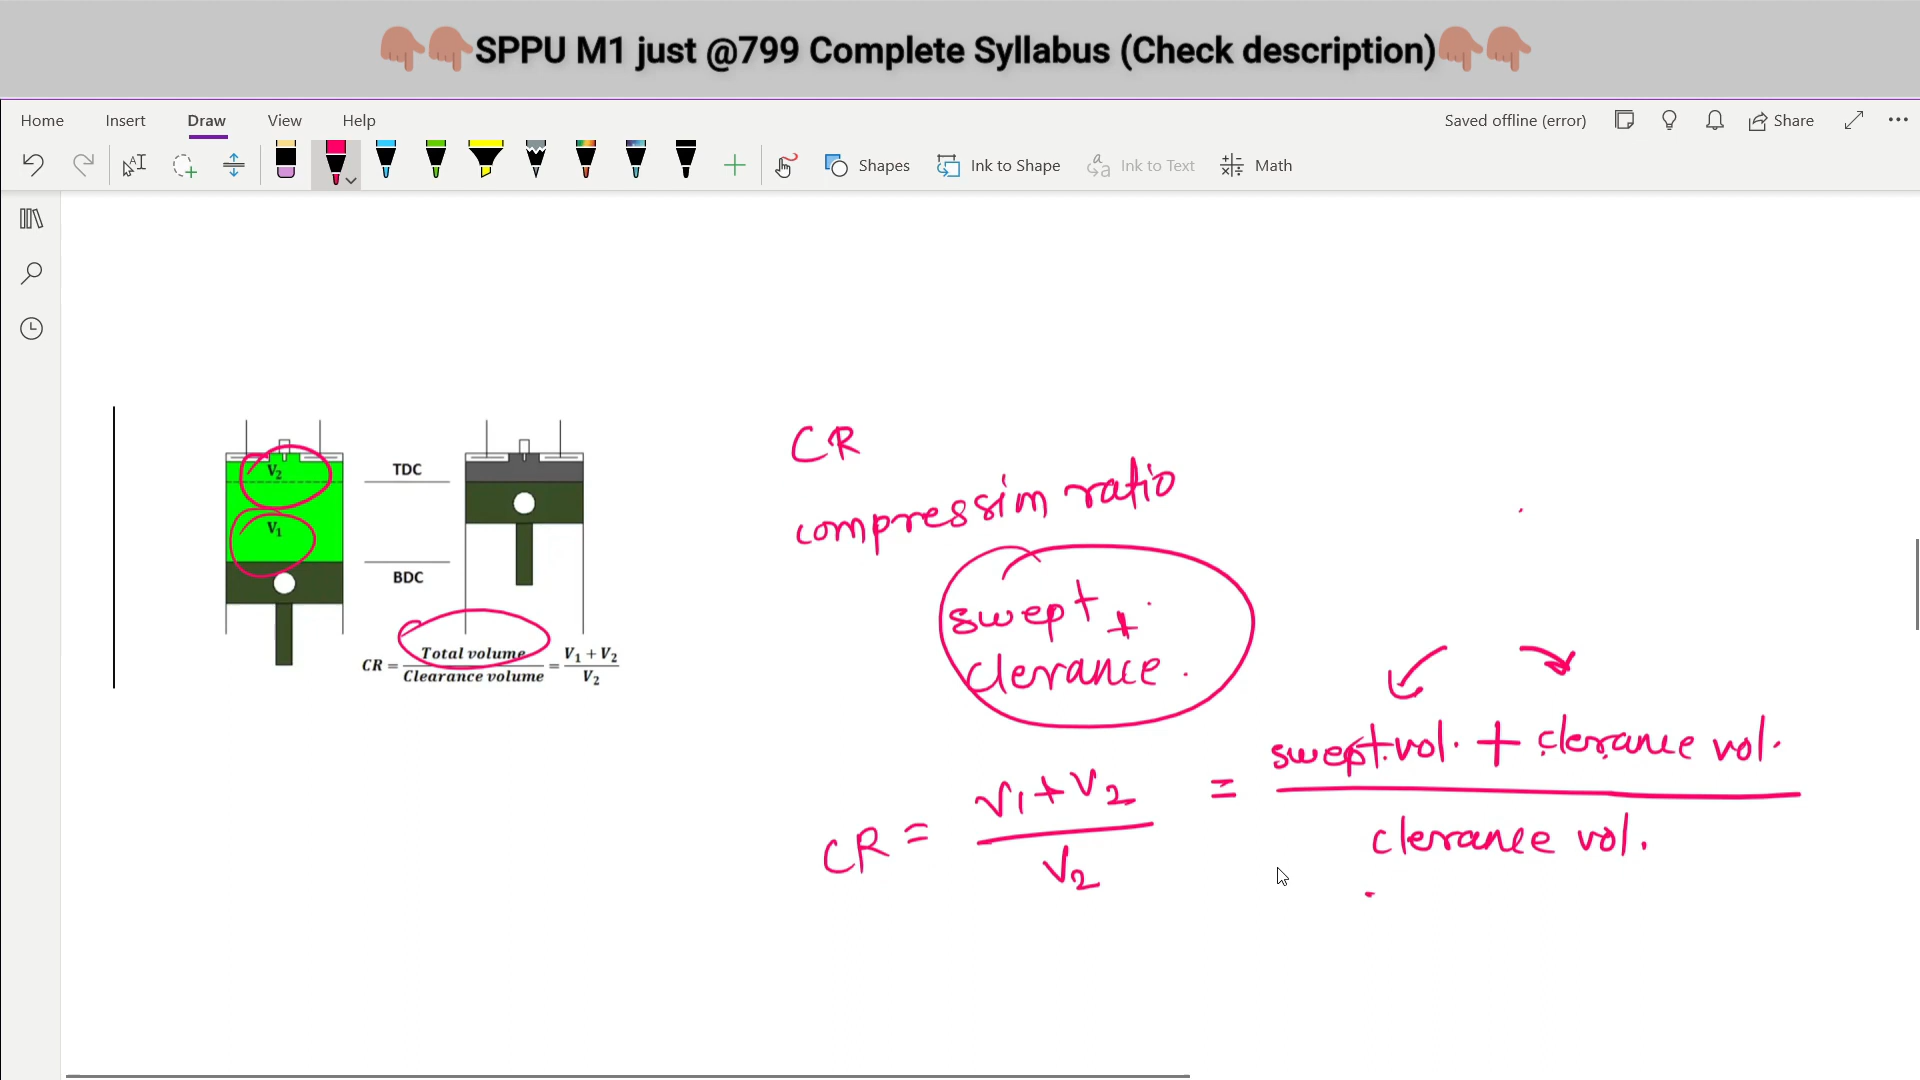 👇👇SPPU M1 just @799 Complete Syllabus (Check description)👇👇
Home Insert Draw View Help
Saved offline (error) Share
Shapes Ink to Shape Ink to Text Math
V₂
TDC
V₁
BDC
CR = Total volume / Clearance volume = V₁ + V₂ / V₂
CR
compressim ratio
swept +
clerance.
CR = V₁+V₂ / V₂ = swept vol. + clerance vol. / clerance vol.